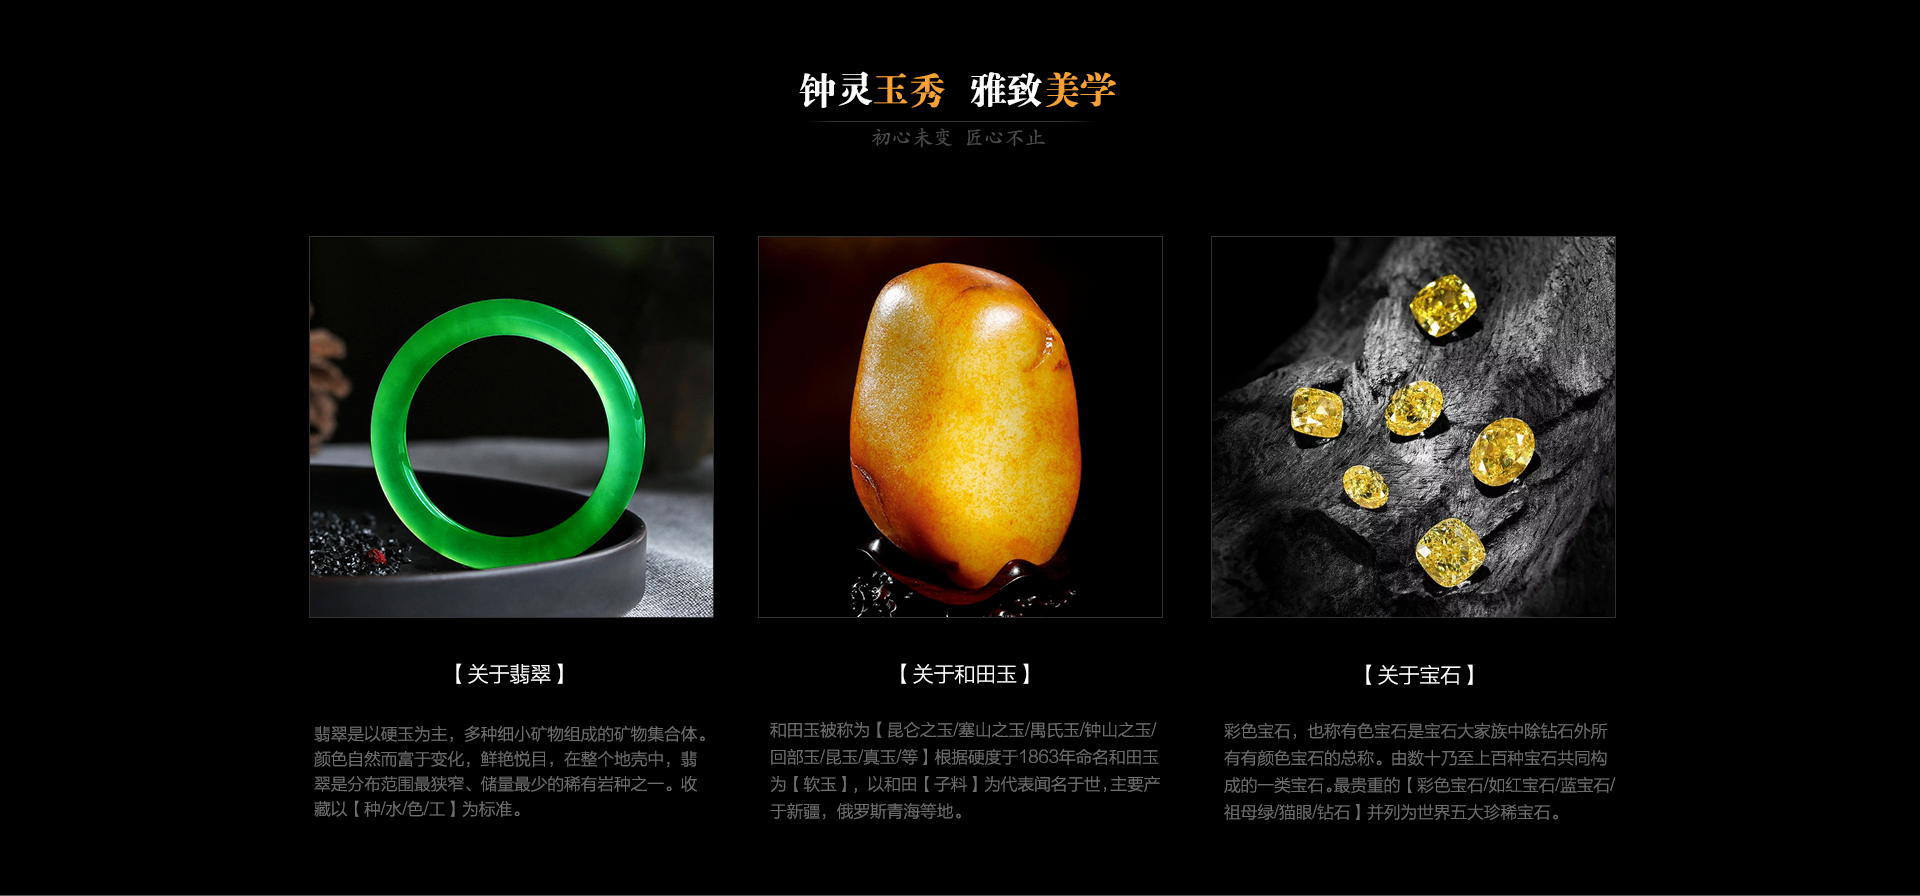 钟灵玉秀 雅致美学
初心未变 匠心不止
【 关于翡翠 】
翡翠是以硬玉为主，多种细小矿物组成的矿物集合体。
颜色自然而富于变化，鲜艳悦目，在整个地壳中，翡
翠是分布范围最狭窄、储量最少的稀有岩种之一。收
藏以【 种/水/色/工 】为标准。
【 关于和田玉 】
和田玉被称为【 昆仑之玉/塞山之玉/禺氏玉/钟山之玉/
回部玉/昆玉/真玉/等 】根据硬度于1863年命名和田玉
为【 软玉 】，以和田【 子料 】为代表闻名于世，主要产
于新疆，俄罗斯青海等地。
【 关于宝石 】
彩色宝石，也称有色宝石是宝石大家族中除钻石外所
有有颜色宝石的总称。由数十乃至上百种宝石共同构
成的一类宝石。最贵重的【 彩色宝石/如红宝石/蓝宝石/
祖母绿/猫眼/钻石 】并列为世界五大珍稀宝石。